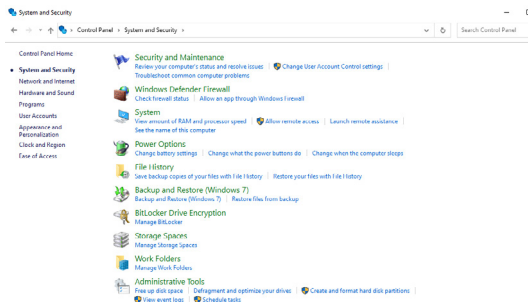 System and Security
Control Panel › System and Security ›
Search Control Panel
Control Panel Home
System and Security
Network and Internet
Hardware and Sound
Programs
User Accounts
Appearance and
Personalization
Clock and Region
Ease of Access
Security and Maintenance
Review your computer's status and resolve issues
Change User Account Control settings
Troubleshoot common computer problems
Windows Defender Firewall
Check firewall status
Allow an app through Windows Firewall
System
View amount of RAM and processor speed
Allow remote access
Launch remote assistance
See the name of this computer
Power Options
Change battery settings
Change what the power buttons do
Change when the computer sleeps
File History
Save backup copies of your files with File History
Restore your files with File History
Backup and Restore (Windows 7)
Backup and Restore (Windows 7)
Restore files from backup
BitLocker Drive Encryption
Manage BitLocker
Storage Spaces
Manage Storage Spaces
Work Folders
Manage Work Folders
Administrative Tools
Free up disk space
Defragment and optimize your drives
Create and format hard disk partitions
View event logs
Schedule tasks